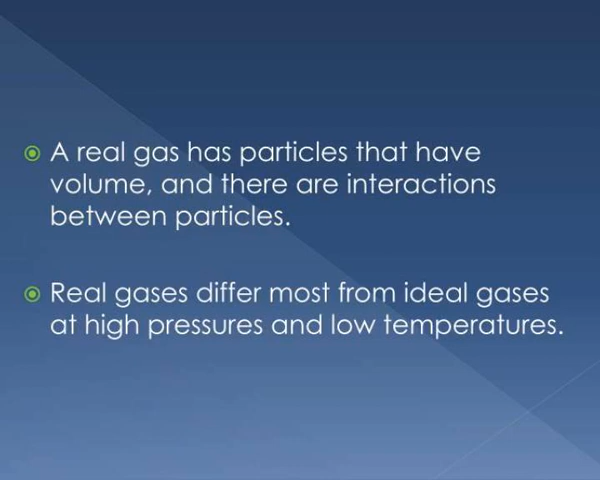 A real gas has particles that have
volume, and there are interactions
between particles.
Real gases differ most from ideal gases
at high pressures and low temperatures.